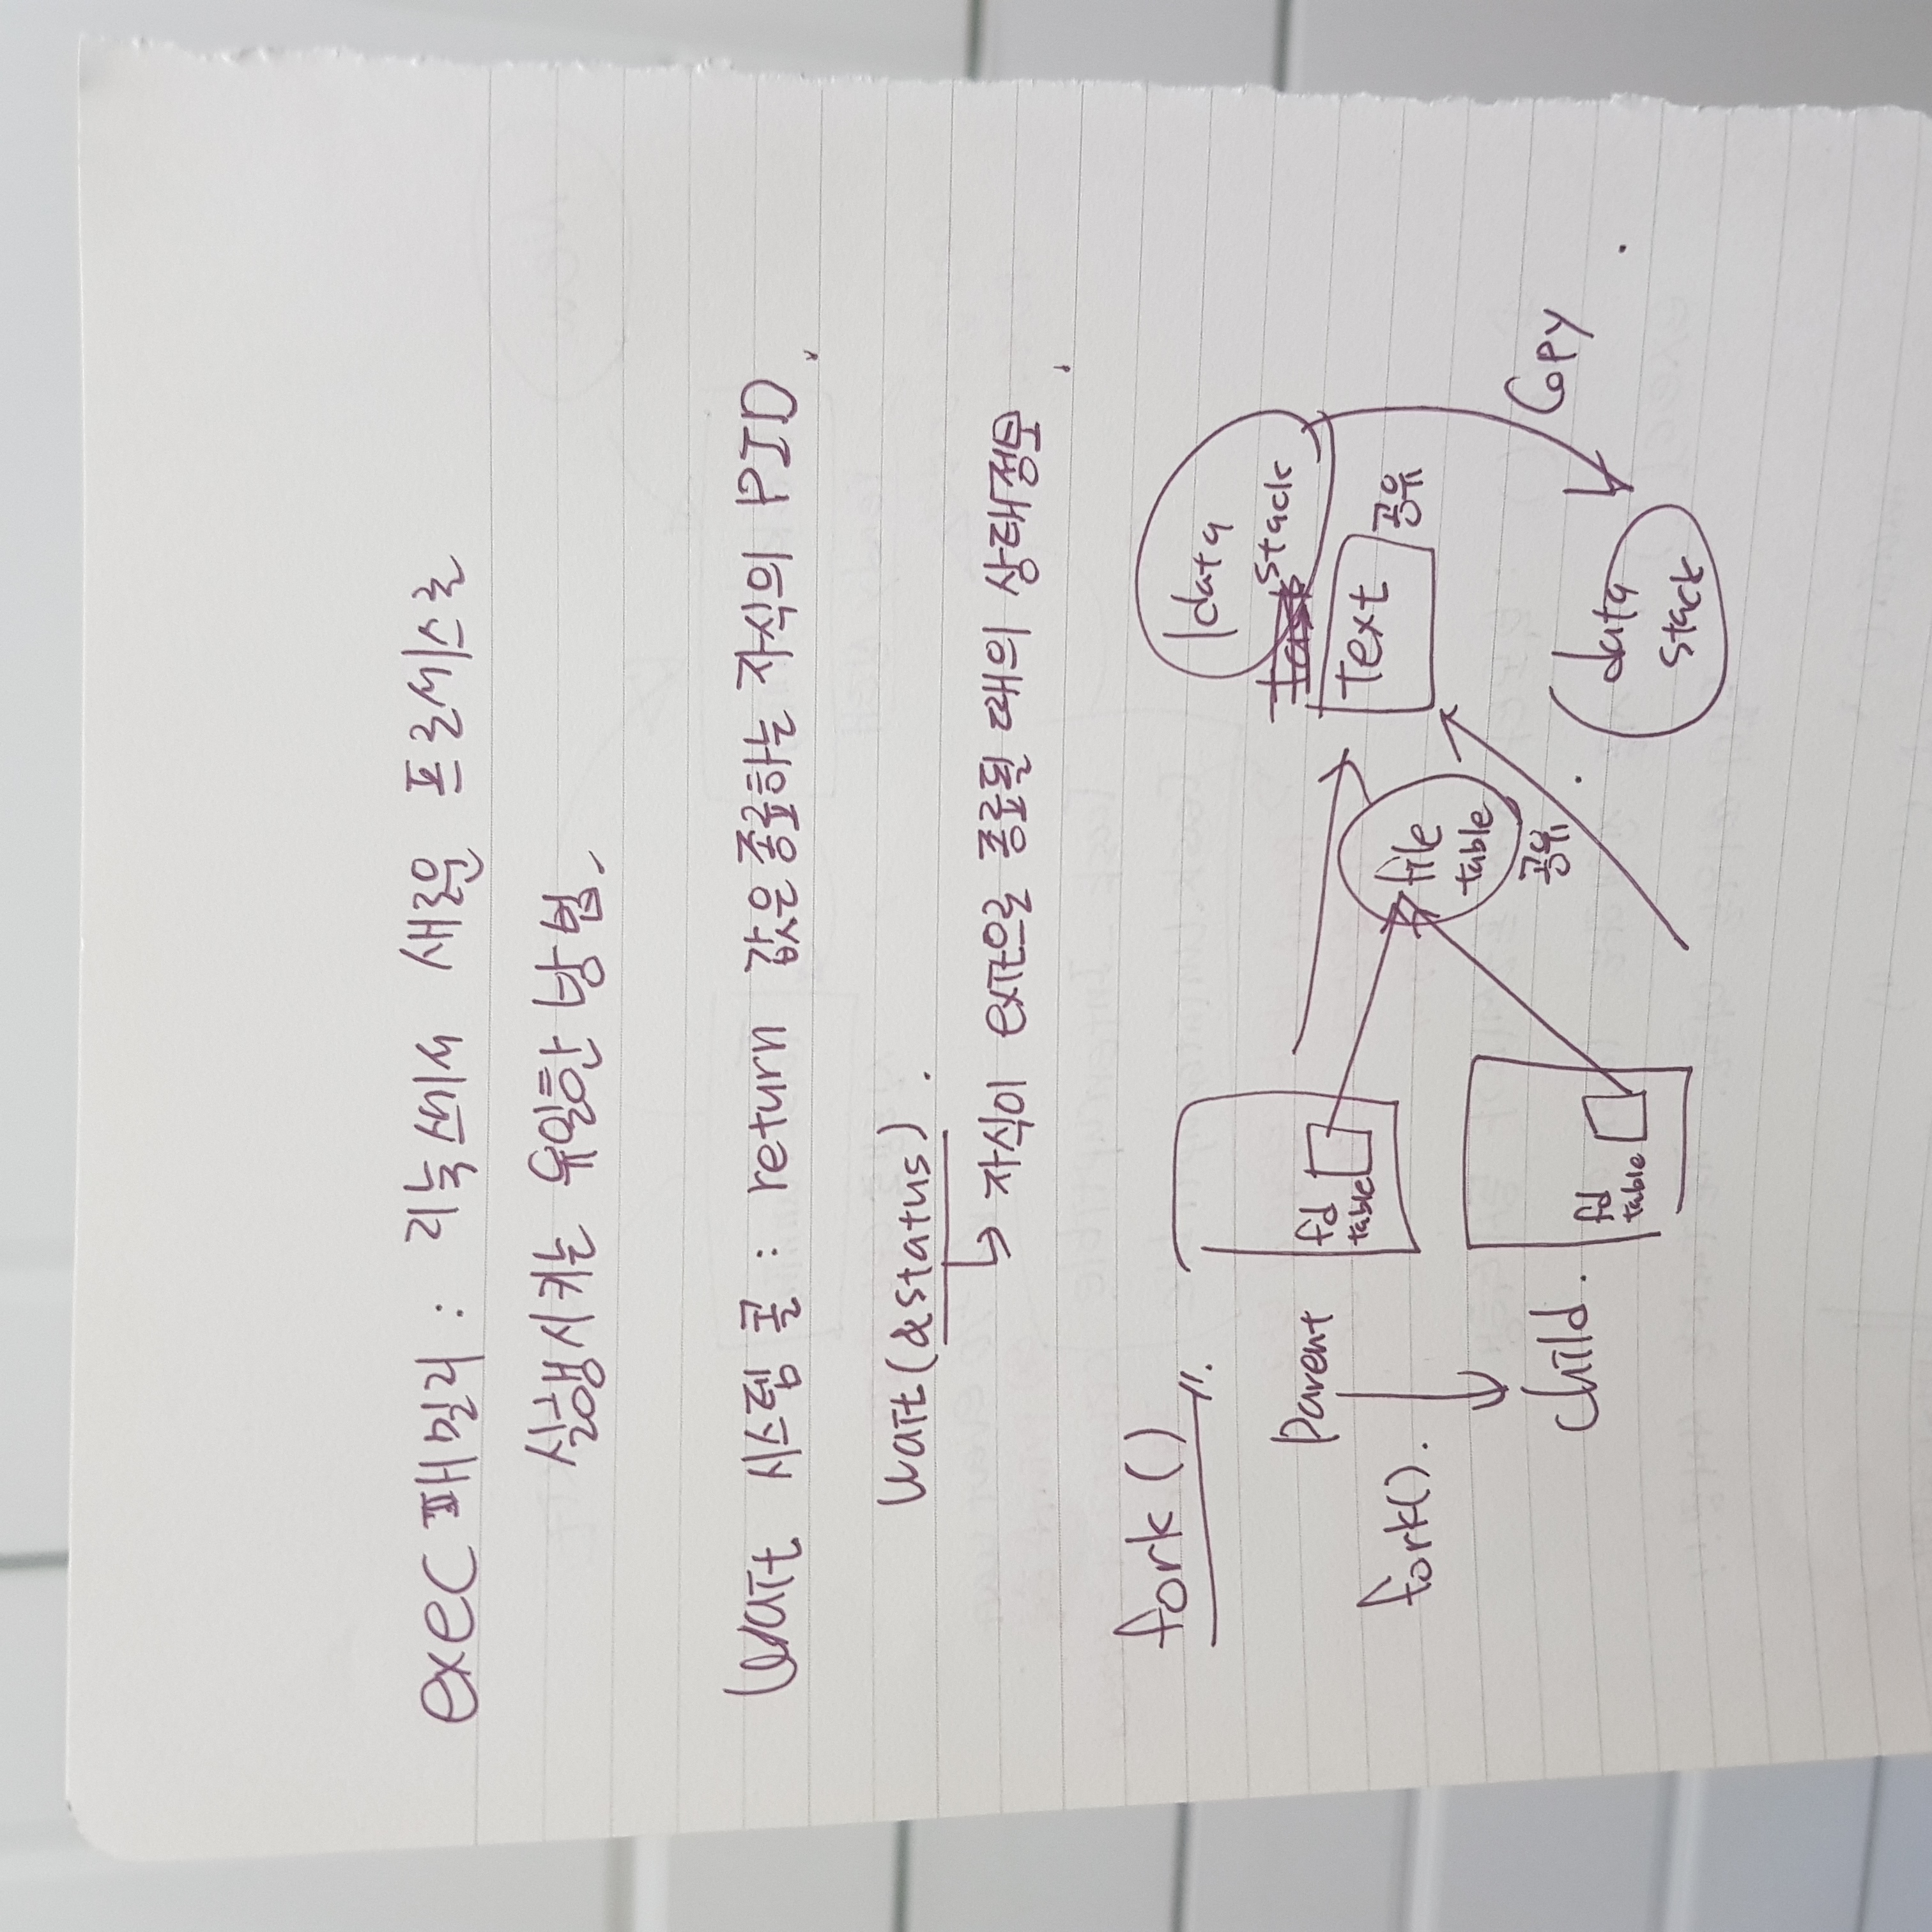 exec 패밀리 : 리눅스에서 새로운 프로세스로
실행시키는 유일한 방법.
Wait 시스템 콜 : return 값은 종료하는 자식의 PID.
Wait(&status).
↳ 자식이 exit으로 종료될 때의 상태정보.
fork()
data
stack
Parent
fd
table
text
공유
fork().
file
table
공유
Copy
child.
fd
table
data
stack